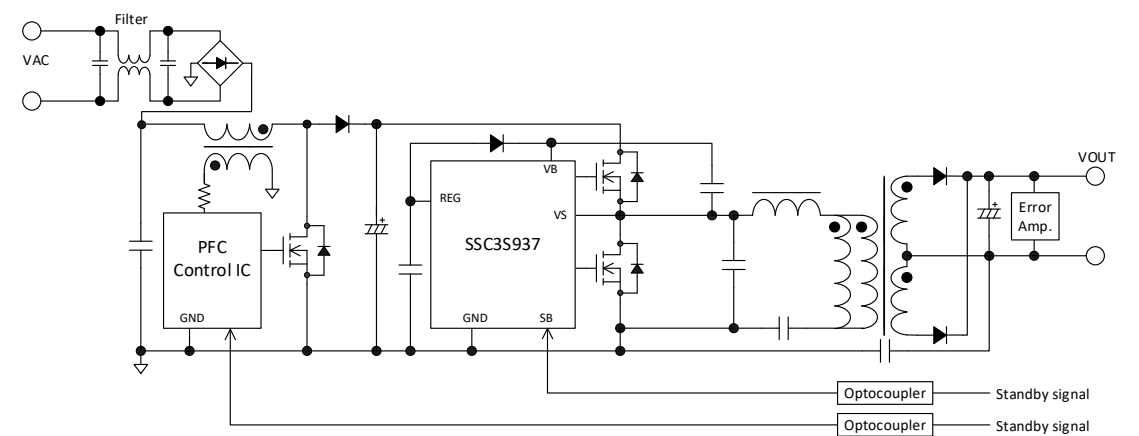 Filter
VAC
VB
REG
VS
SSC3S937
PFC
Control IC
GND
GND
SB
VOUT
Error
Amp.
Optocoupler
Standby signal
Optocoupler
Standby signal